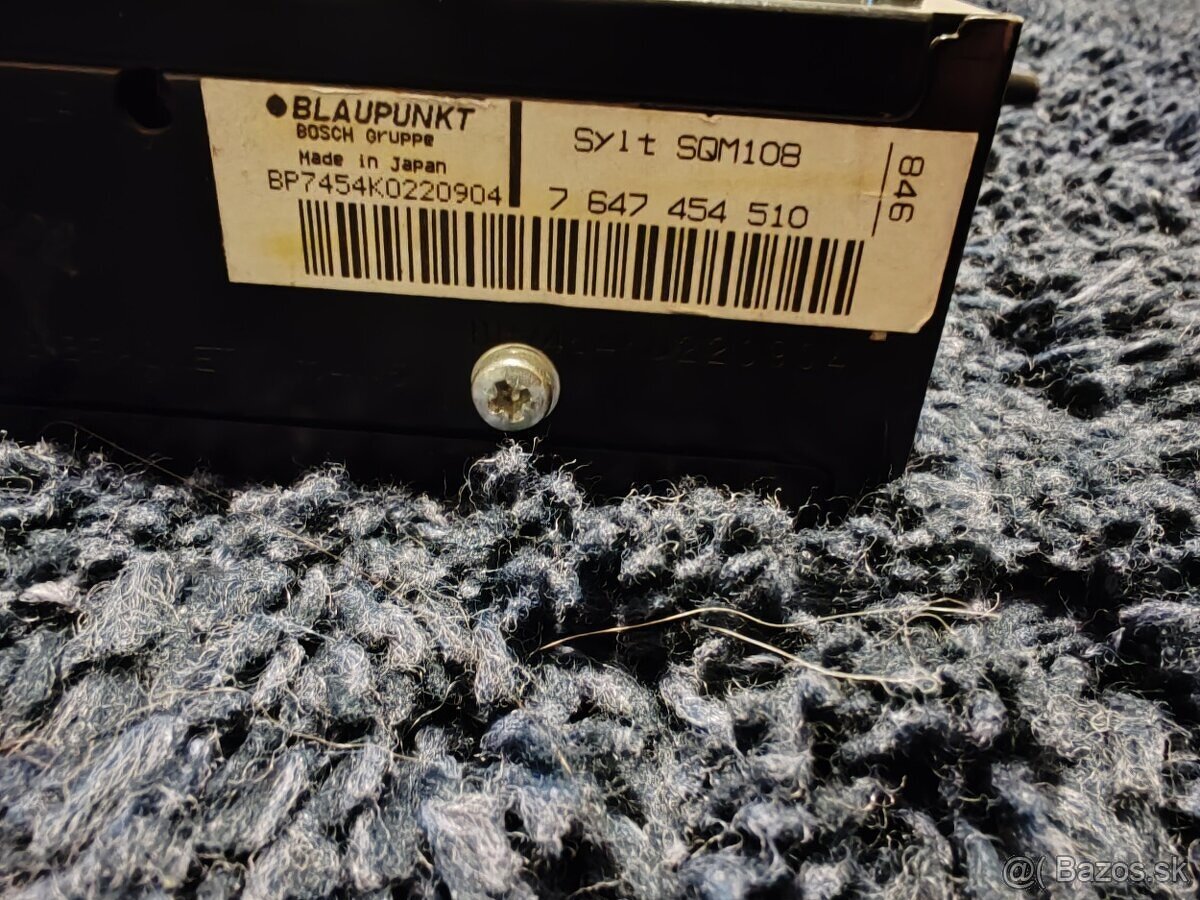 BLAUPUNKT
BOSCH Gruppe
Made in Japan
BP7454K0220904
Sylt SQM108
7 647 454 510
846
@( Bazos.sk